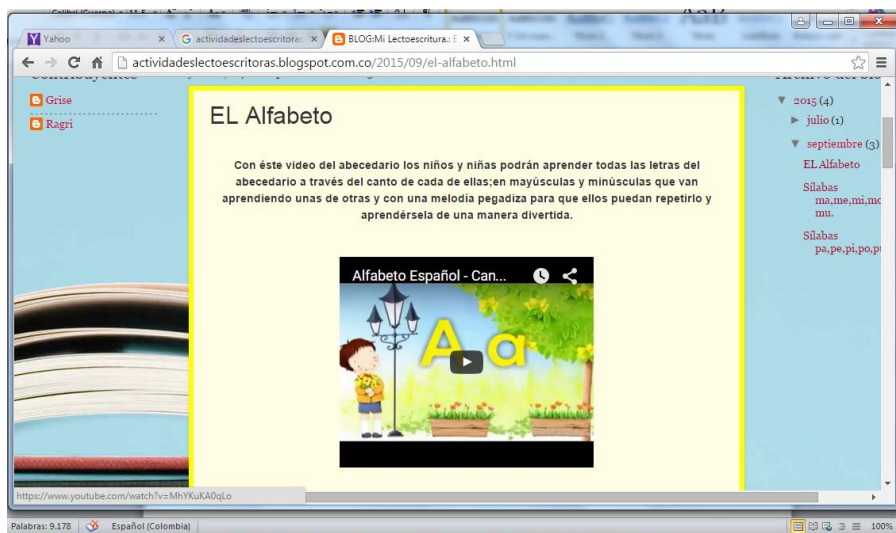 Yahoo
actividadeslectoescritoras
BLOG:Mi Lectoescritura.: E
actividadeslectoescritoras.blogspot.com.co/2015/09/el-alfabeto.html
Grise
Ragri
EL Alfabeto
Con éste video del abecedario los niños y niñas podrán aprender todas las letras del
abecedario a través del canto de cada de ellas;en mayúsculas y minúsculas que van
aprendiendo unas de otras y con una melodía pegadiza para que ellos puedan repetirlo y
aprendérsela de una manera divertida.
Alfabeto Español - Can...
A a
2015 (4)
julio (1)
septiembre (3)
EL Alfabeto
Sílabas
ma,me,mi,mo
mu.
Sílabas
pa,pe,pi,po,pu
https://www.youtube.com/watch?v=MhYKuKA0qLo
Palabras: 9.178 Español (Colombia) 100%